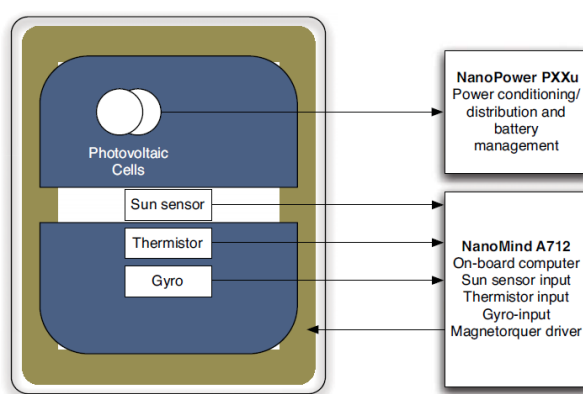 Photovoltaic
Cells
Sun sensor
Thermistor
Gyro
NanoPower PXXu
Power conditioning/
distribution and
battery
management
NanoMind A712
On-board computer
Sun sensor input
Thermistor input
Gyro-input
Magnetorquer driver